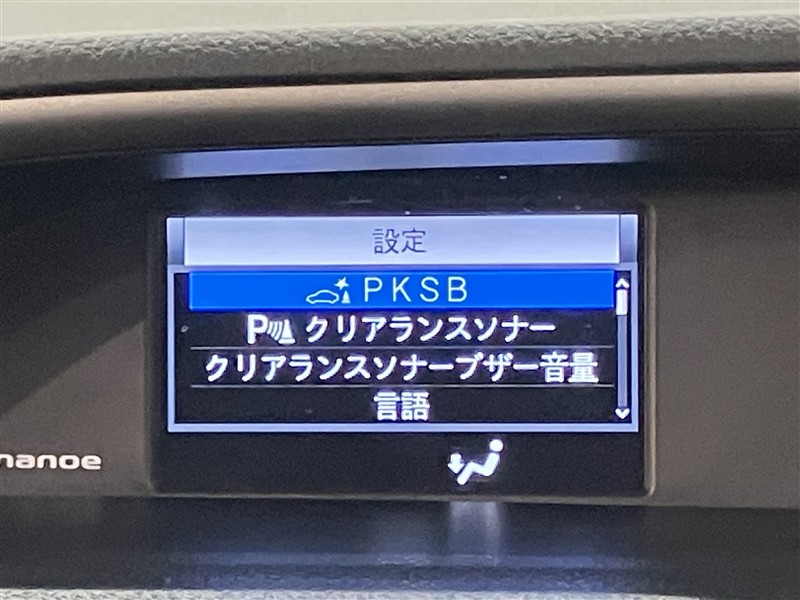 設定
PKSB
P クリアランスソナー
クリアランスソナーブザー音量
言語
nanoe